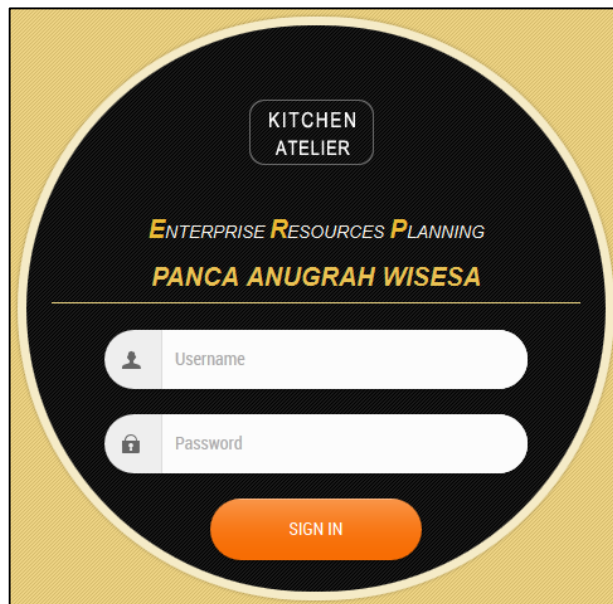 KITCHEN
ATELIER
ENTERPRISE RESOURCES PLANNING
PANCA ANUGRAH WISESA
Username
Password
SIGN IN